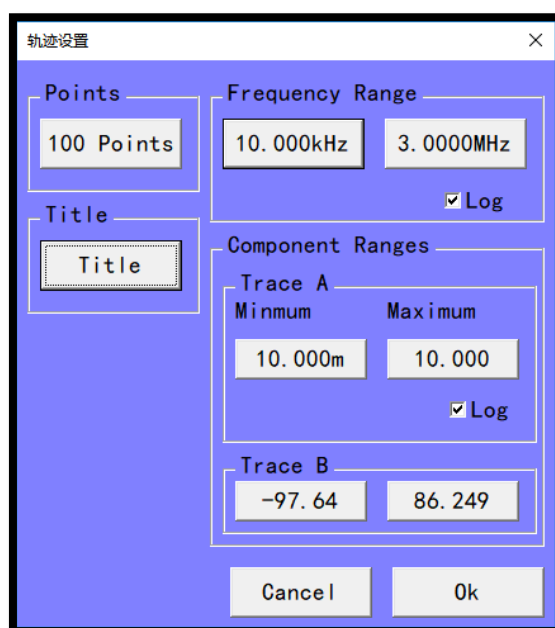 轨迹设置
Points
100 Points
Title
Title
Frequency Range
10.000kHz 3.0000MHz
Log
Component Ranges
Trace A
Minmum Maximum
10.000m 10.000
Log
Trace B
-97.64 86.249
Cancel Ok